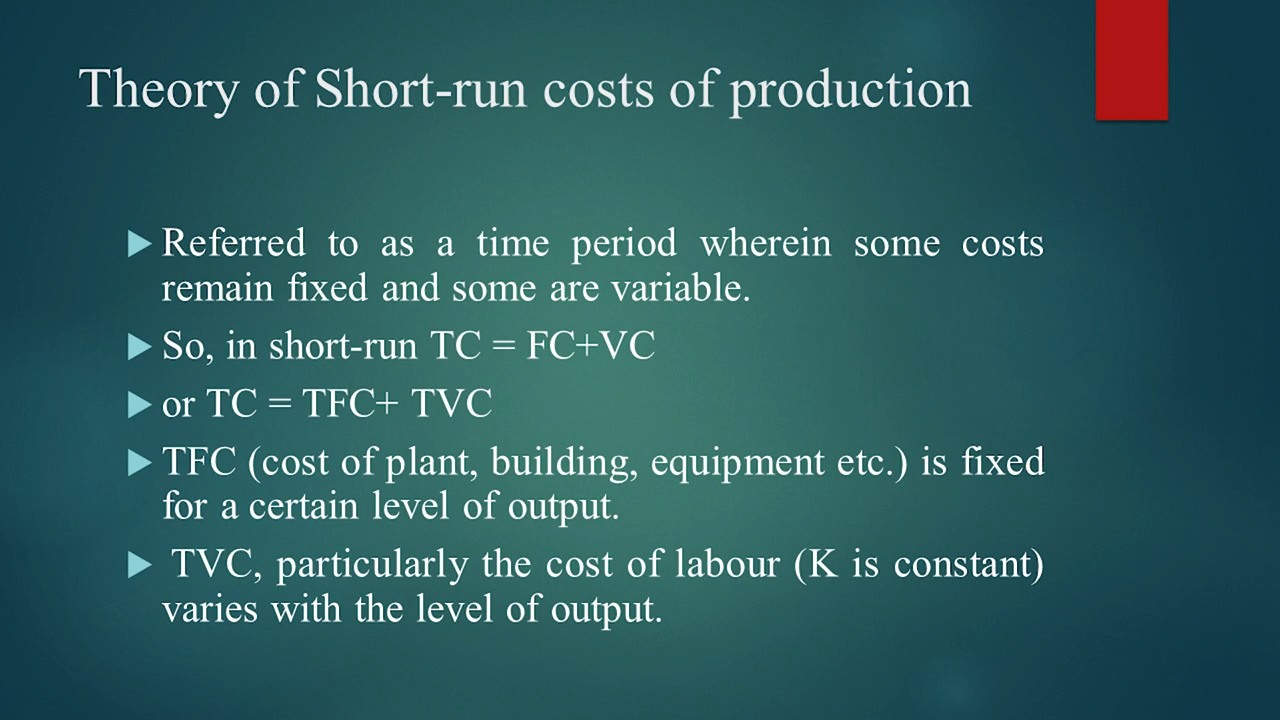 Theory of Short-run costs of production
Referred to as a time period wherein some costs
remain fixed and some are variable.
So, in short-run TC = FC+VC
or TC = TFC+ TVC
TFC (cost of plant, building, equipment etc.) is fixed
for a certain level of output.
TVC, particularly the cost of labour (K is constant)
varies with the level of output.